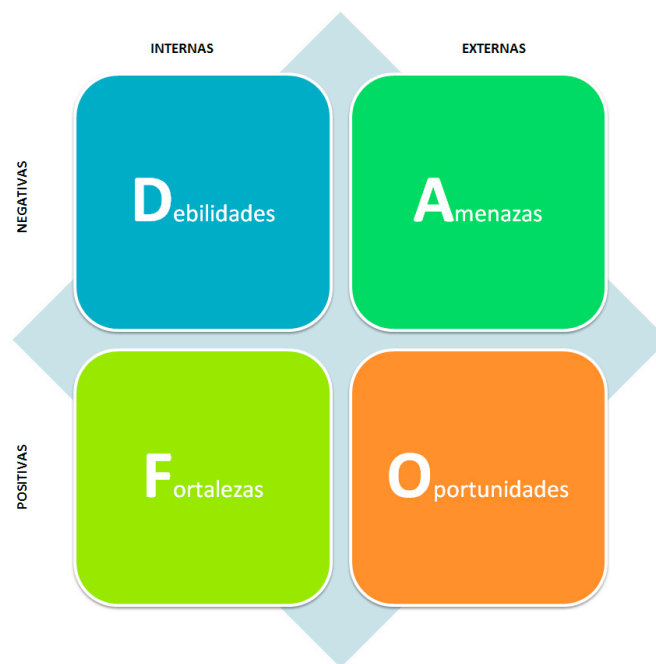 INTERNAS EXTERNAS
NEGATIVAS
Debilidades Amenazas
POSITIVAS
Fortalezas Oportunidades